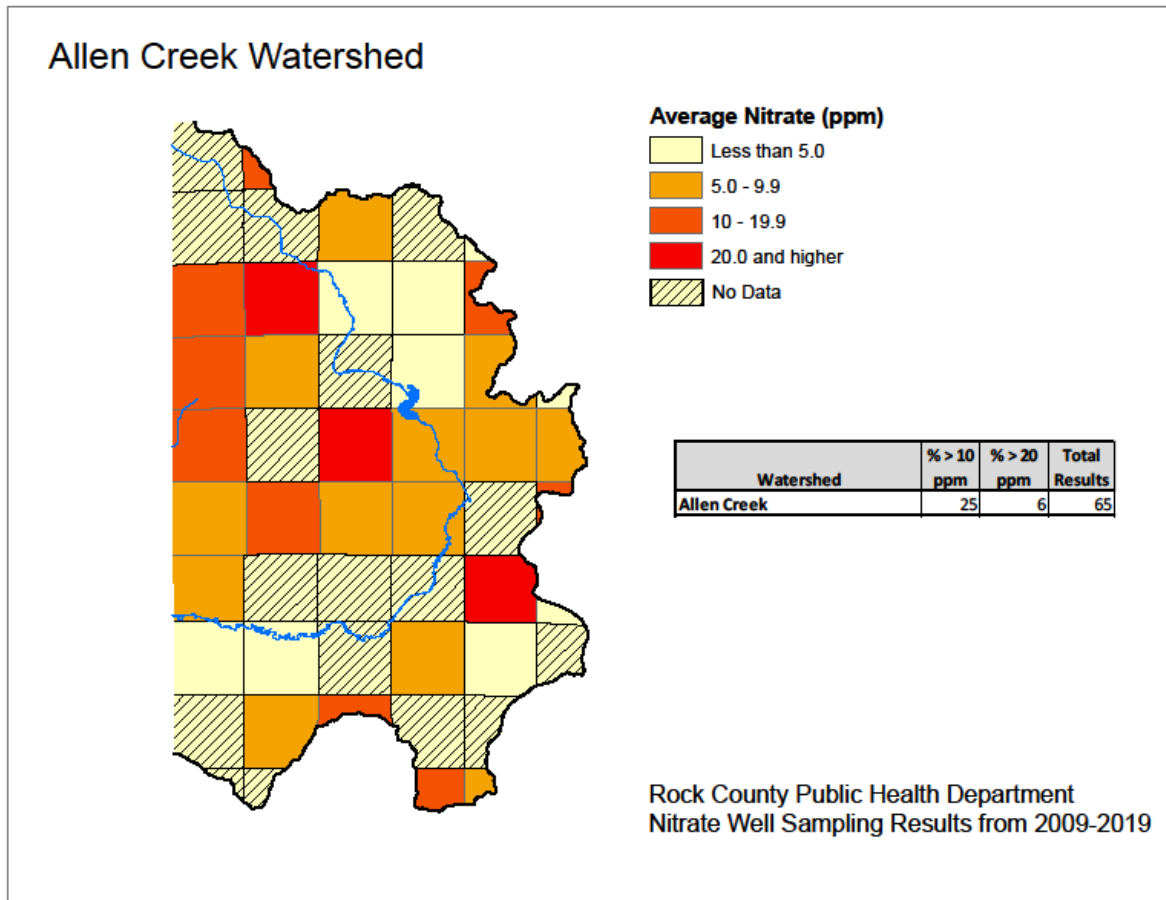 Allen Creek Watershed
Average Nitrate (ppm)
Less than 5.0
5.0 - 9.9
10 - 19.9
20.0 and higher
No Data
Watershed % > 10 ppm % > 20 ppm Total Results
Allen Creek 25 6 65
Rock County Public Health Department
Nitrate Well Sampling Results from 2009-2019